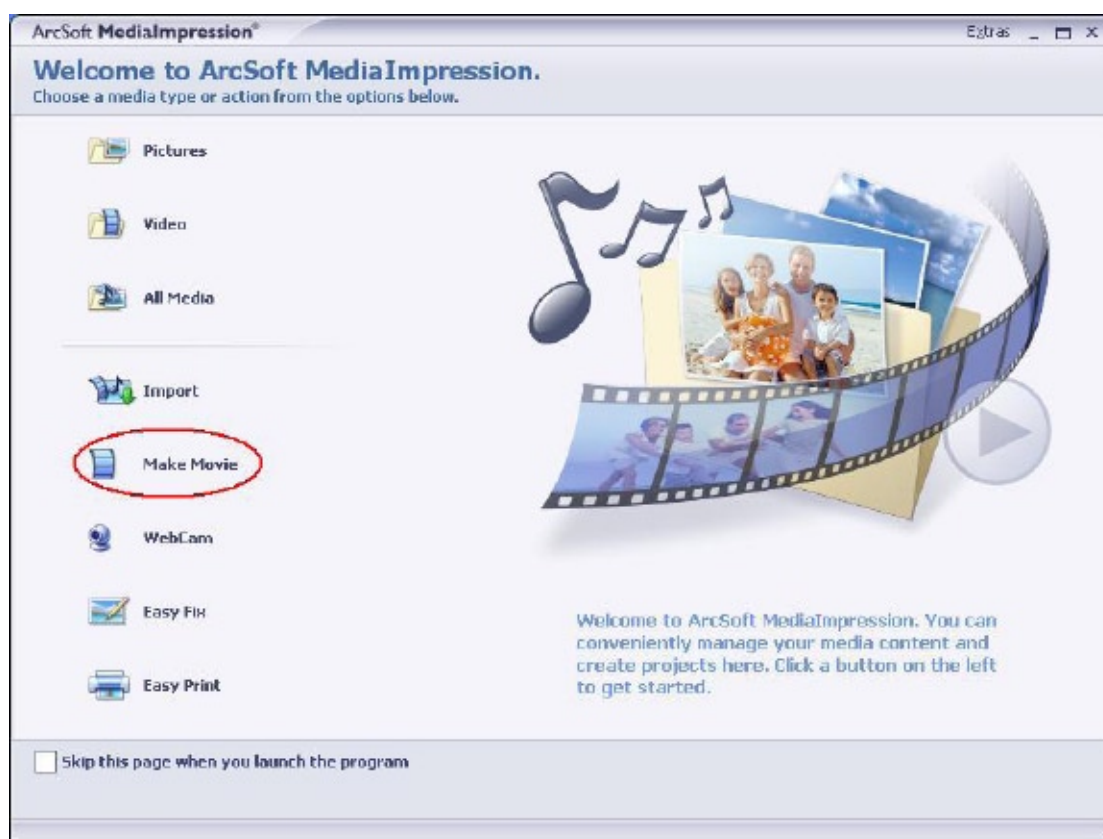 ArcSoft MediaImpression®
Extras
Welcome to ArcSoft MediaImpression.
Choose a media type or action from the options below.
Pictures
Video
All Media
Import
Make Movie
WebCam
Easy Fix
Easy Print
Welcome to ArcSoft MediaImpression. You can
conveniently manage your media content and
create projects here. Click a button on the left
to get started.
Skip this page when you launch the program